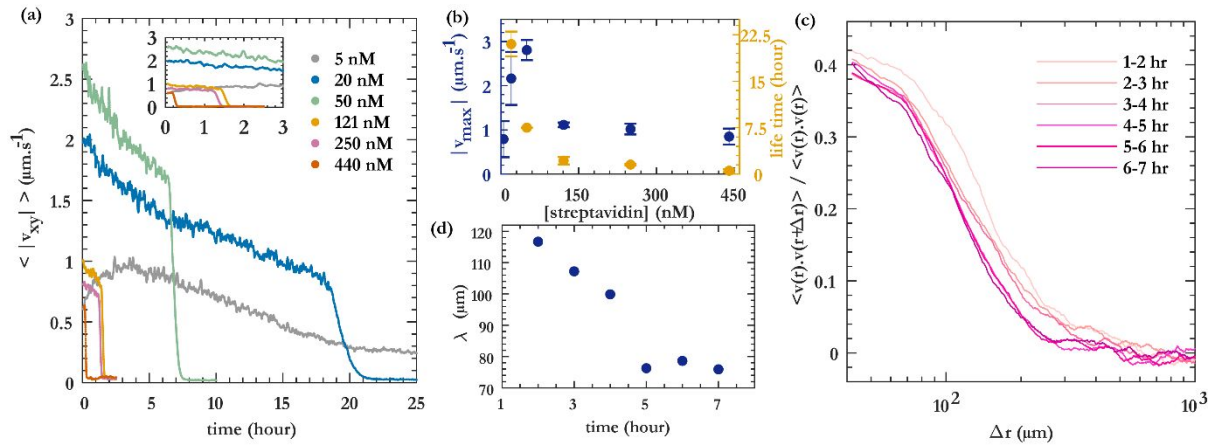 (a)
3
2.5
2
1.5
1
0.5
0
0 5 10 15 20 25
< |v_xy| > (μm.s⁻¹)
time (hour)
3
2
1
0
0 1 2 3
5 nM
20 nM
50 nM
121 nM
250 nM
440 nM
(b)
3
2
1
0
|v_max| (μm.s⁻¹)
22.5
15
7.5
0
life time (hour)
0 150 300 450
[streptavidin] (nM)
(d)
120
110
100
90
80
70
λ (μm)
1 3 5 7
time (hour)
(c)
0.4
0.3
0.2
0.1
0
<v(r).v(r+Δr)> / <v(r).v(r)>
10² 10³
Δr (μm)
1-2 hr
2-3 hr
3-4 hr
4-5 hr
5-6 hr
6-7 hr